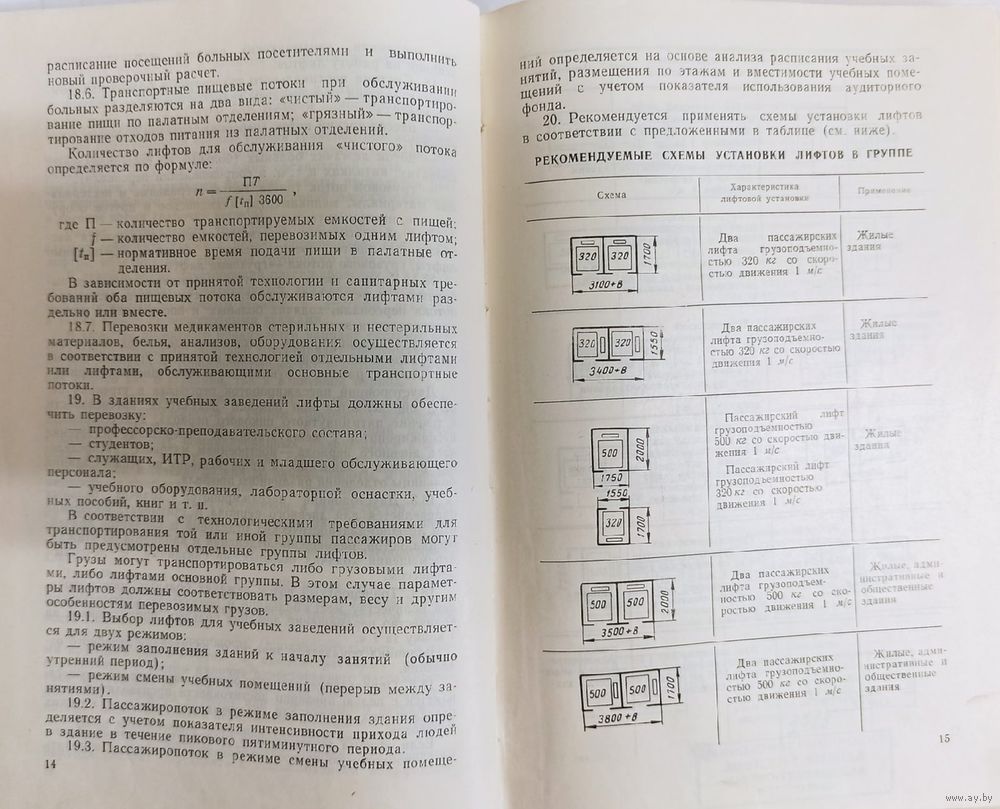 расписание посещений больных посетителями и выполнить
новый проверочный расчет.
18.6. Транспортные пищевые потоки при обслуживании
больных разделяются на два вида: «чистый» — транспортиро-
вание пищи по палатным отделениям; «грязный» — транспор-
тирование отходов питания из палатных отделений.
Количество лифтов для обслуживания «чистого» потока
определяется по формуле:
n = ПТ / f [tп] 3600 ,
где П — количество транспортируемых емкостей с пищей;
f — количество емкостей, перевозимых одним лифтом;
[tп] — нормативное время подачи пищи в палатные от-
деления.
В зависимости от принятой технологии и санитарных тре-
бований оба пищевых потока обслуживаются лифтами раз-
дельно или вместе.
18.7. Перевозки медикаментов стерильных и нестерильных
материалов, белья, анализов, оборудования осуществляется
в соответствии с принятой технологией отдельными лифтами
или лифтами, обслуживающими основные транспортные
потоки.
19. В зданиях учебных заведений лифты должны обеспе-
чить перевозку:
— профессорско-преподавательского состава;
— студентов;
— служащих, ИТР, рабочих и младшего обслуживающего
персонала;
— учебного оборудования, лабораторной оснастки, учеб-
ных пособий, книг и т. п.
В соответствии с технологическими требованиями для
транспортирования той или иной группы пассажиров могут
быть предусмотрены отдельные группы лифтов.
Грузы могут транспортироваться либо грузовыми лифта-
ми, либо лифтами основной группы. В этом случае парамет-
ры лифтов должны соответствовать размерам, весу и другим
особенностям перевозимых грузов.
19.1. Выбор лифтов для учебных заведений осуществляет-
ся для двух режимов:
— режим заполнения зданий к началу занятий (обычно
утренний период);
— режим смены учебных помещений (перерыв между за-
нятиями).
19.2. Пассажиропоток в режиме заполнения здания опре-
деляется с учетом показателя интенсивности прихода людей
в здание в течение пикового пятиминутного периода.
19.3. Пассажиропоток в режиме смены учебных помеще-
14
ний определяется на основе анализа расписания учебных за-
нятий, размещения по этажам и вместимости учебных поме-
щений с учетом показателя использования аудиторного
фонда.
20. Рекомендуется применять схемы установки лифтов
в соответствии с предложенными в таблице (см. ниже).
РЕКОМЕНДУЕМЫЕ СХЕМЫ УСТАНОВКИ ЛИФТОВ В ГРУППЕ
Схема
Характеристика
лифтовой установки
Применение
320 320
1700
3100+в
Два пассажирских
лифта грузоподъемно-
стью 320 кг со скоро-
стью движения 1 м/с
Жилые
здания
320 320
1550
3400+в
Два пассажирских
лифта грузоподъемно-
стью 320 кг со скоростью
движения 1 м/с
Жилые
здания
500
2000
1750
1550
320
1700
Пассажирский лифт
грузоподъемностью
500 кг со скоростью дви-
жения 1 м/с
Пассажирский лифт
грузоподъемностью
320 кг со скоростью
движения 1 м/с
Жилые
здания
500 500
2000
3500+в
Два пассажирских
лифта грузоподъем-
ностью 500 кг со ско-
ростью движения 1 м/с
Жилые, адми-
нистративные и
общественные
здания
500 500
1700
3800+в
Два пассажирских
лифта грузоподъемно-
стью 500 кг со скоро-
стью движения 1 м/с
Жилые, адми-
нистративные и
общественные
здания
15
www.ay.by